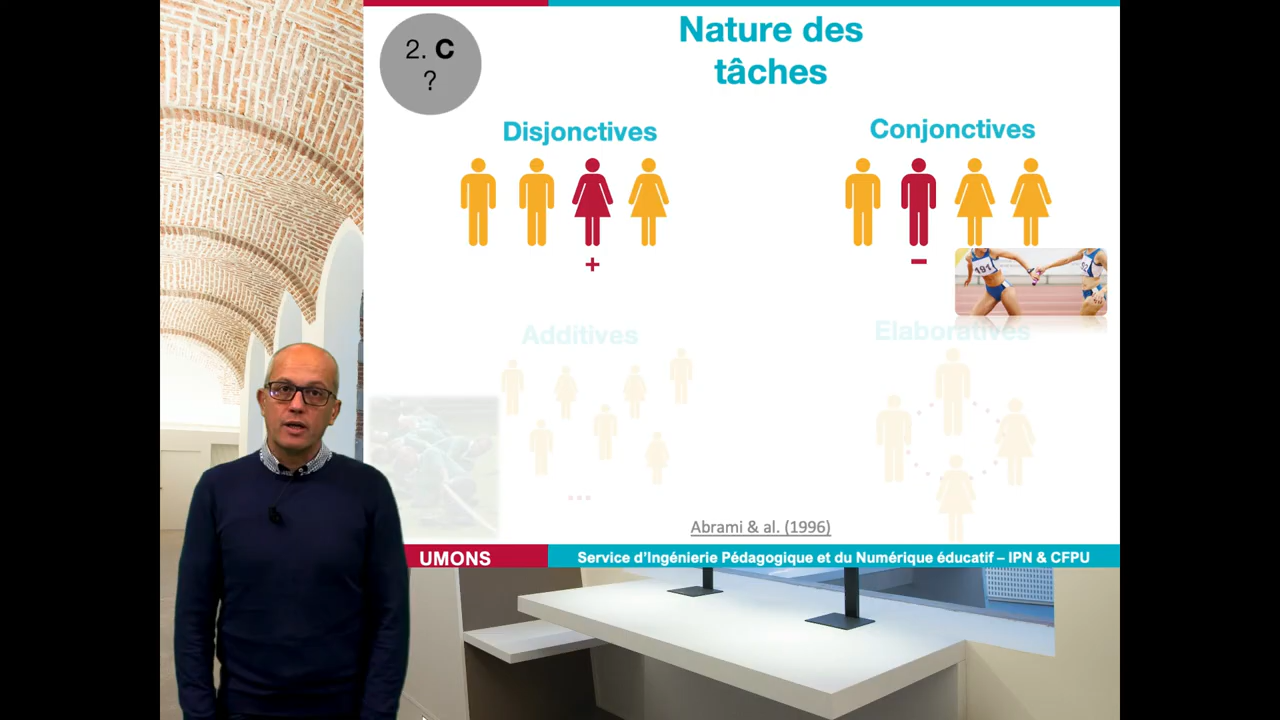 2. C
?
Nature des
tâches
Disjonctives
Conjonctives
+
-
191
Additives
Elaboratives
...
Abrami & al. (1996)
UMONS
Service d'Ingénierie Pédagogique et du Numérique éducatif – IPN & CFPU